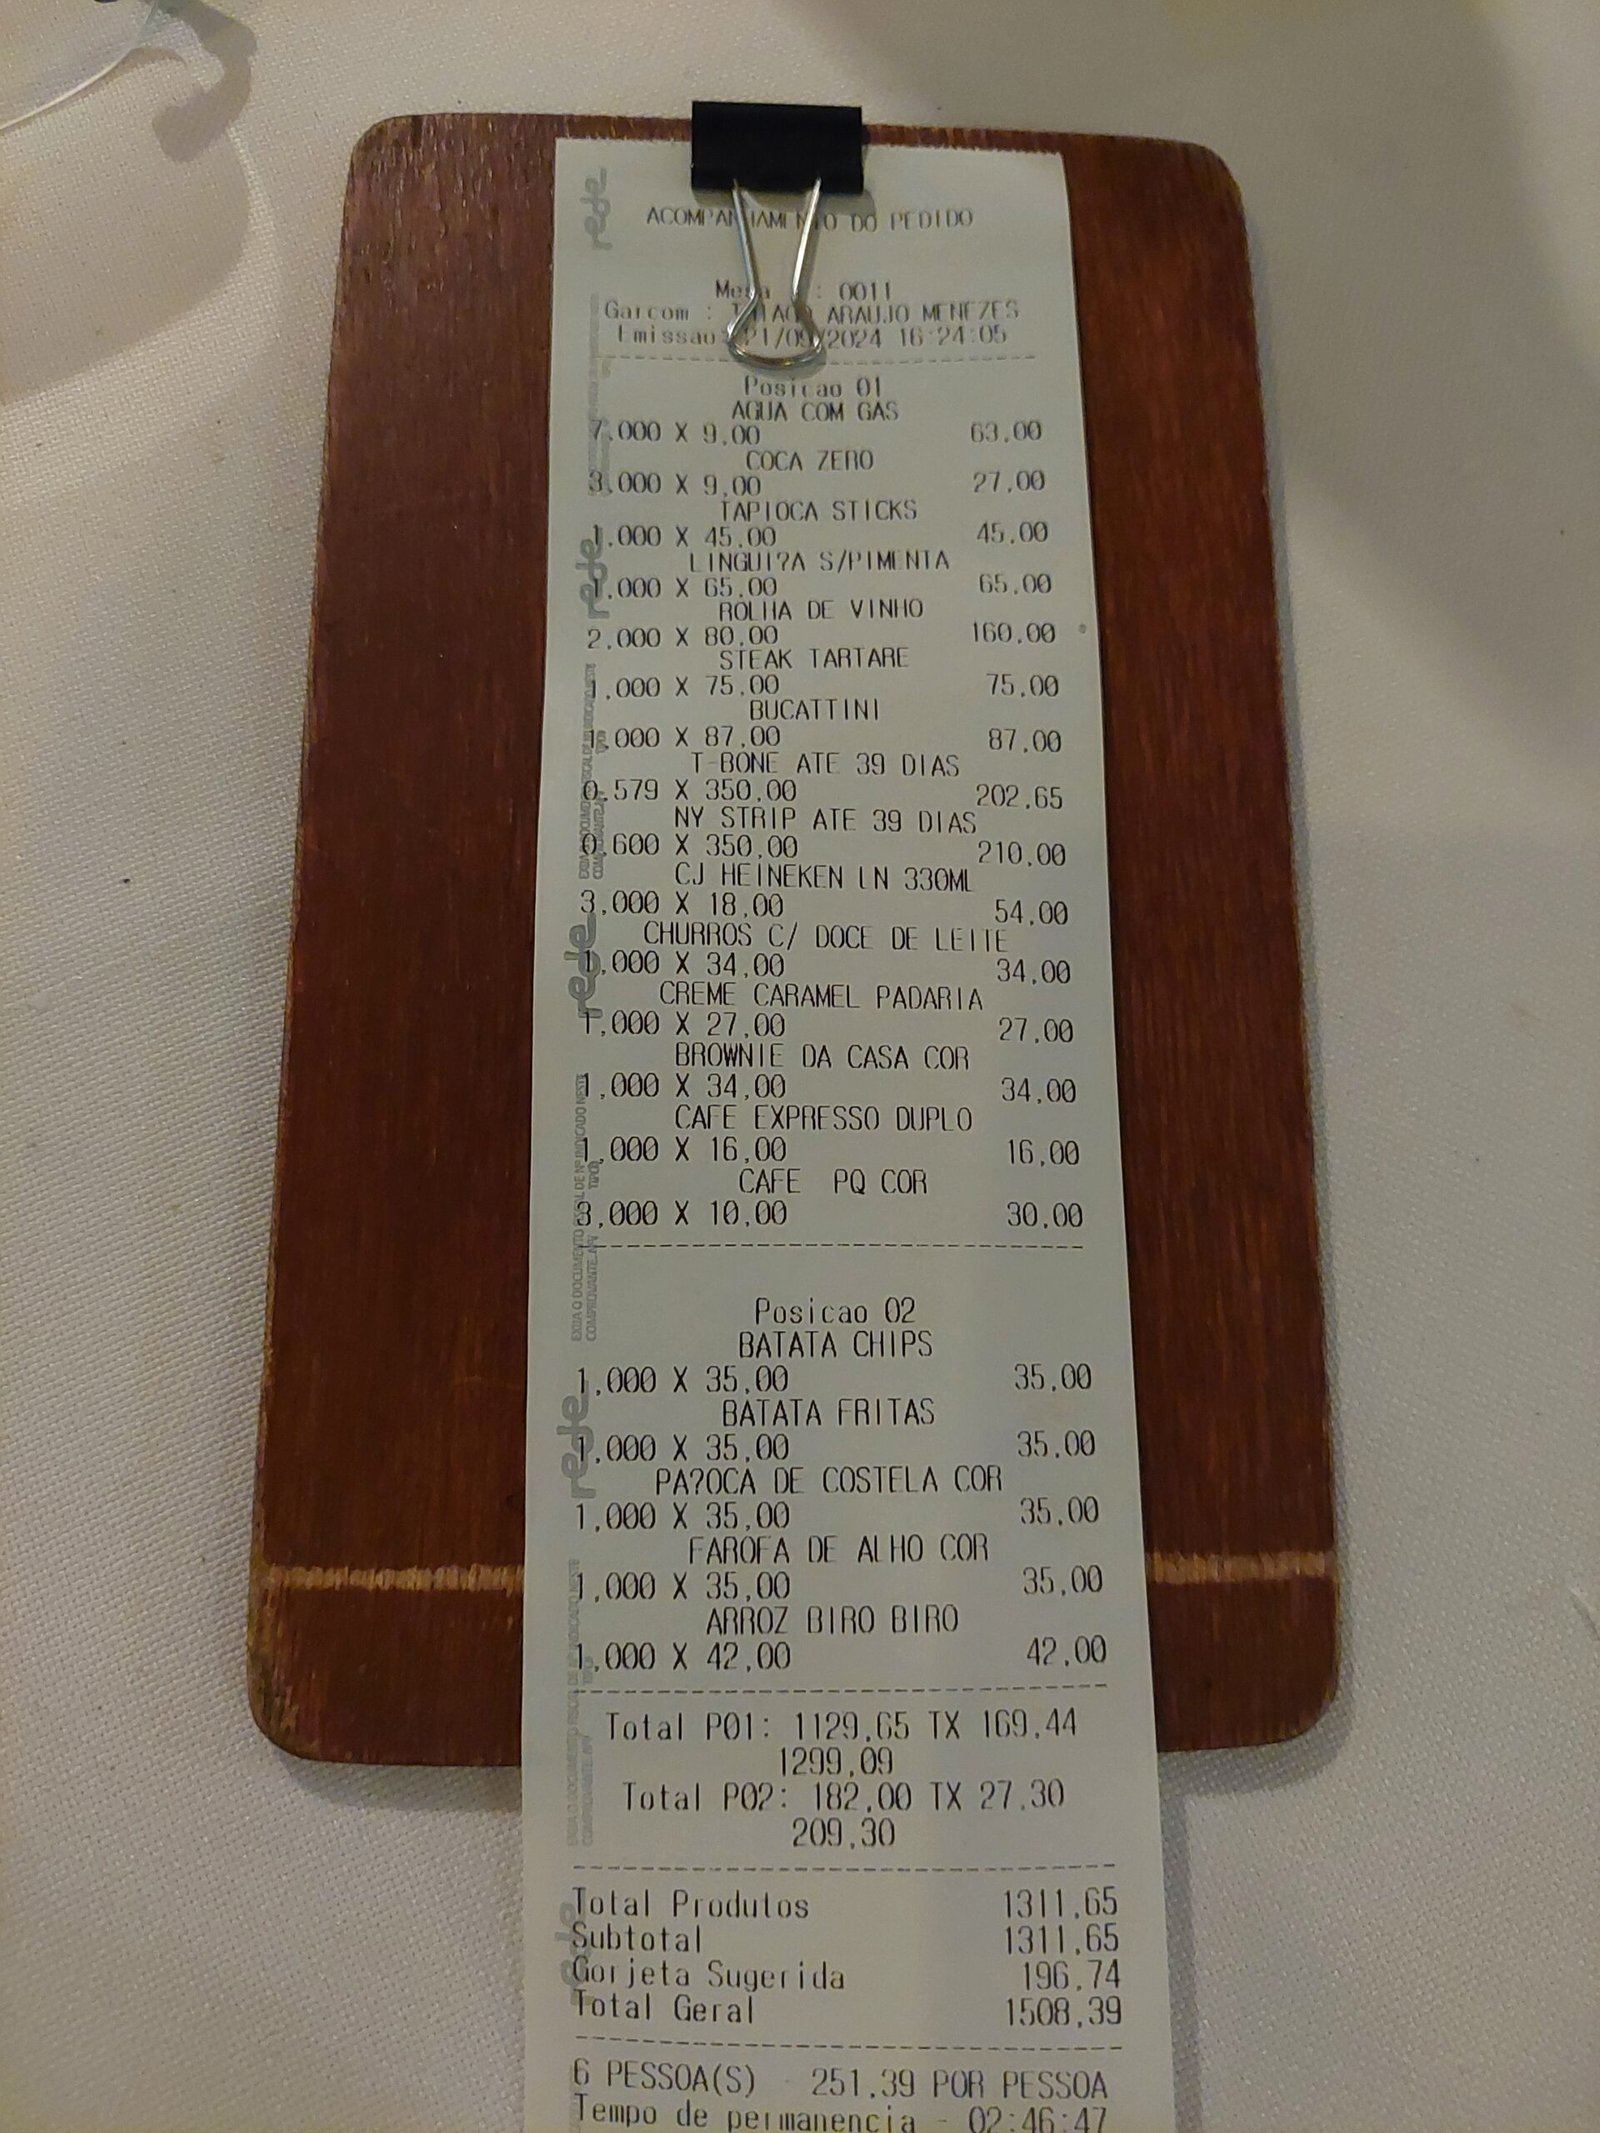 rede
ACOMPANHAMENTO DO PEDIDO
Mesa : 0011
Garcom : THIAGO ARAUJO MENEZES
Emissao: 21/09/2024 16:24:05
Posicao 01
AGUA COM GAS
7,000 X 9,00 63.00
COCA ZERO
3,000 X 9,00 27.00
TAPIOCA STICKS
1,000 X 45,00 45.00
LINGUI?A S/PIMENTA
1,000 X 65,00 65.00
ROLHA DE VINHO
2,000 X 80,00 160.00
STEAK TARTARE
1,000 X 75,00 75.00
BUCATTINI
1,000 X 87,00 87.00
T-BONE ATE 39 DIAS
0,579 X 350,00 202,65
NY STRIP ATE 39 DIAS
0,600 X 350,00 210,00
CJ HEINEKEN LN 330ML
3,000 X 18,00 54,00
CHURROS C/ DOCE DE LEITE
1,000 X 34,00 34,00
CREME CARAMEL PADARIA
1,000 X 27,00 27,00
BROWNIE DA CASA COR
1,000 X 34,00 34,00
CAFE EXPRESSO DUPLO
1,000 X 16,00 16,00
CAFE PQ COR
3,000 X 10,00 30,00
Posicao 02
BATATA CHIPS
1,000 X 35,00 35,00
BATATA FRITAS
1,000 X 35,00 35,00
PA?OCA DE COSTELA COR
1,000 X 35,00 35,00
FAROFA DE ALHO COR
1,000 X 35,00 35,00
ARROZ BIRO BIRO
1,000 X 42,00 42,00
Total P01: 1129,65 TX 169,44
1299,09
Total P02: 182,00 TX 27,30
209,30
Total Produtos 1311,65
Subtotal 1311,65
Gorjeta Sugerida 196,74
Total Geral 1508,39
6 PESSOA(S) - 251,39 POR PESSOA
Tempo de permanencia - 02:46:47
rede
rede
rede
rede